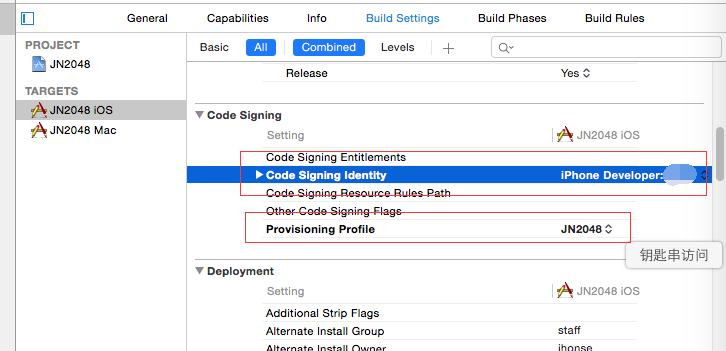 General Capabilities Info Build Settings Build Phases Build Rules
PROJECT
JN2048
TARGETS
JN2048 iOS
JN2048 Mac
Basic All Combined Levels
Release Yes
Code Signing
Setting JN2048 iOS
Code Signing Entitlements
Code Signing Identity iPhone Developer:
Code Signing Resource Rules Path
Other Code Signing Flags
Provisioning Profile JN2048
钥匙串访问
Deployment
Setting JN2048 iOS
Additional Strip Flags
Alternate Install Group staff
Alternate Install Owner jhonse